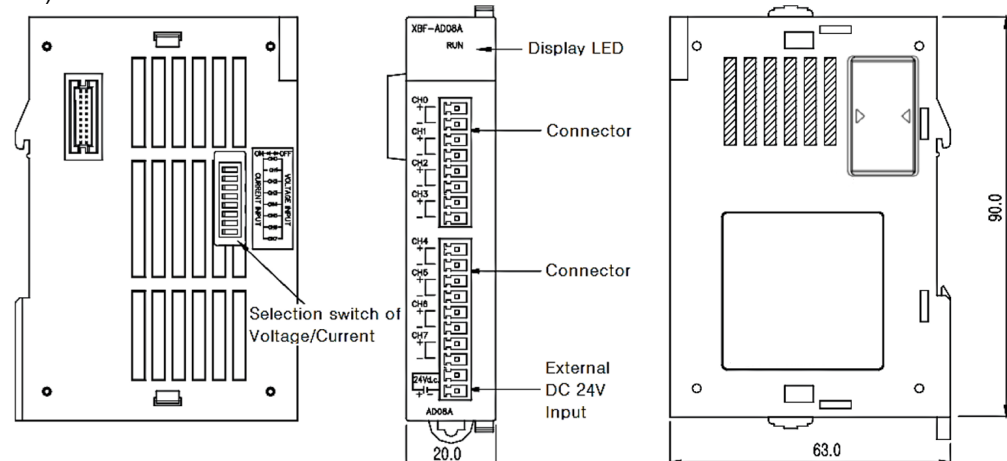 ON OFF
VOLTAGE INPUT
CURRENT INPUT
Selection switch of
Voltage/Current
XBF-AD08A
RUN
Display LED
CH0
+
-
CH1
+
-
Connector
CH2
+
-
CH3
+
-
CH4
+
-
Connector
CH5
+
-
CH6
+
-
CH7
+
-
24Vd.c.
+ -
External
DC 24V
Input
AD08A
20.0
90.0
63.0